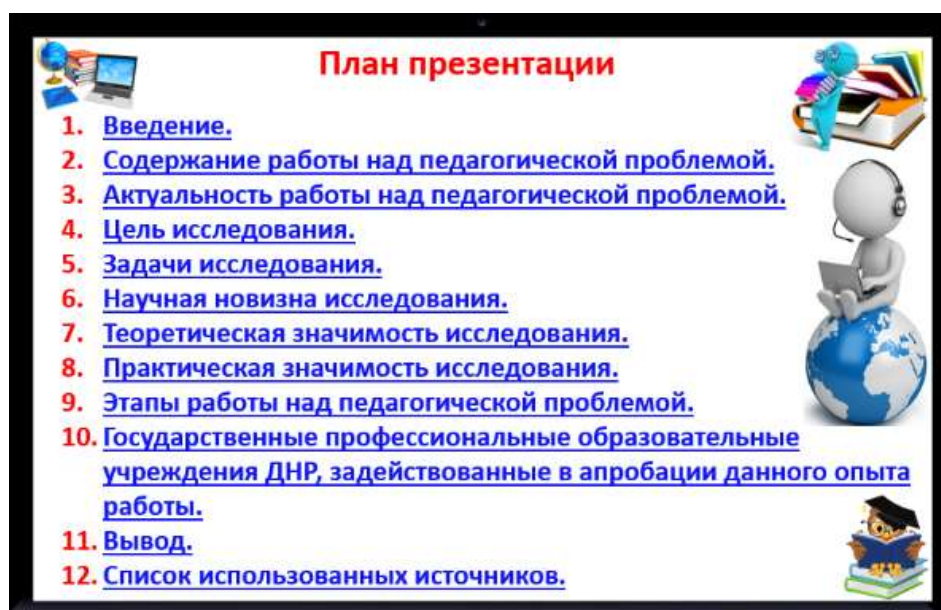 План презентации
1. Введение.
2. Содержание работы над педагогической проблемой.
3. Актуальность работы над педагогической проблемой.
4. Цель исследования.
5. Задачи исследования.
6. Научная новизна исследования.
7. Теоретическая значимость исследования.
8. Практическая значимость исследования.
9. Этапы работы над педагогической проблемой.
10. Государственные профессиональные образовательные
учреждения ДНР, задействованные в апробации данного опыта
работы.
11. Вывод.
12. Список использованных источников.